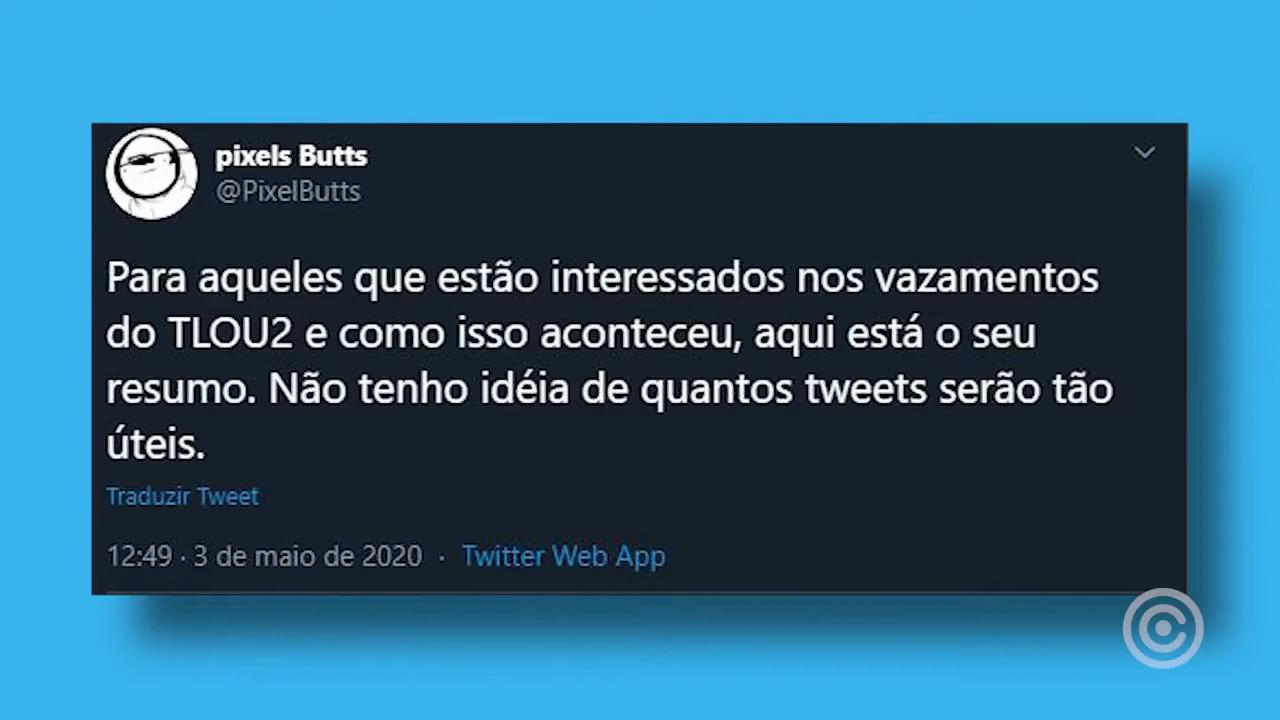 pixels Butts
@PixelButts
Para aqueles que estão interessados nos vazamentos
do TLOU2 e como isso aconteceu, aqui está o seu
resumo. Não tenho idéia de quantos tweets serão tão
úteis.
Traduzir Tweet
12:49 · 3 de maio de 2020 · Twitter Web App